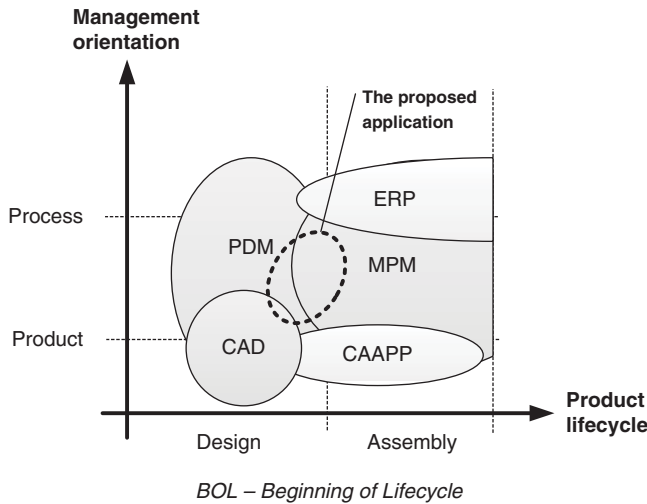 Management
orientation
The proposed
application
ERP
Process
PDM
MPM
Product
CAD
CAAPP
Product
lifecycle
Design
Assembly
BOL – Beginning of Lifecycle